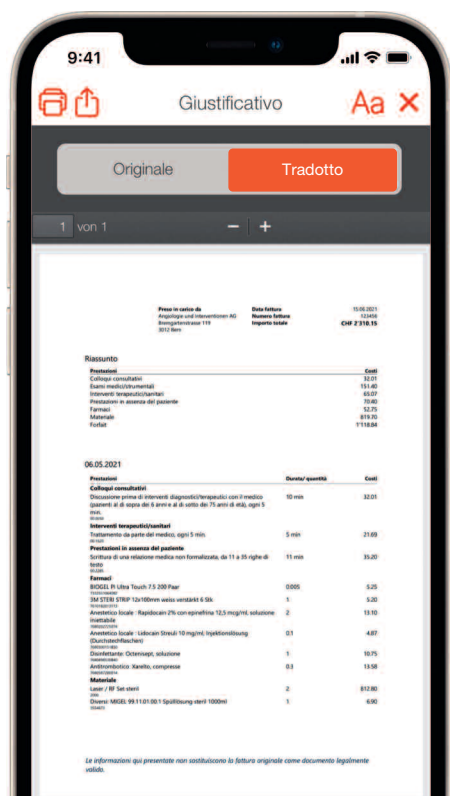 9:41
Giustificativo
Aa
Originale Tradotto
1 von 1
Preso in carico da Data fattura 15.09.2021
Angiologie und Interventionen AG Numero fattura 123456
Bremgartenstrasse 119 Importo totale CHF 2'310.15
3012 Bern
Riassunto
Prestazioni Costi
Colloqui consultativi 32.01
Esami medici/strumentali 151.40
Interventi terapeutici/sanitari 65.07
Prestazioni in assenza del paziente 70.40
Farmaci 52.75
Materiale 819.70
Forfait 1'118.84
06.05.2021
Prestazioni Durata/ quantità Costi
Colloqui consultativi
Discussione prima di interventi diagnostici/terapeutici con il medico 10 min 32.01
(pazienti al di sopra dei 6 anni e al di sotto dei 75 anni di età), ogni 5
min.
Interventi terapeutici/sanitari
Trattamento da parte del medico, ogni 5 min. 5 min 21.69
Prestazioni in assenza del paziente
Scrittura di una relazione medica non formalizzata, da 11 a 35 righe di 11 min 35.20
testo
Farmaci
BIOGEL PI Ultra Touch 7.5 200 Paar 0.005 5.25
3M STERI STRIP 12x100mm weiss verstärkt 6 Stk 1 5.20
Anestetico locale : Rapidocain 2% con epinefrina 12,5 mcg/ml, soluzione 2 13.10
iniettabile
Anestetico locale : Lidocain Streuli 10 mg/ml; Injektionslösung 0.1 4.87
(Durchstechflaschen)
Disinfettante: Octenisept, soluzione 1 10.75
Antitrombotico: Xarelto, compresse 0.3 13.58
Materiale
Laser / RF Set steril 2 812.80
Diversi: MIGEL 99.11.01.00.1 Spüllösung steril 1000ml 1 6.90
Le informazioni qui presentate non sostituiscono la fattura originale come documento legalmente
valido.